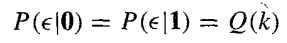 P(ϵ|𝟎) = P(ϵ|𝟏) = Q(k)